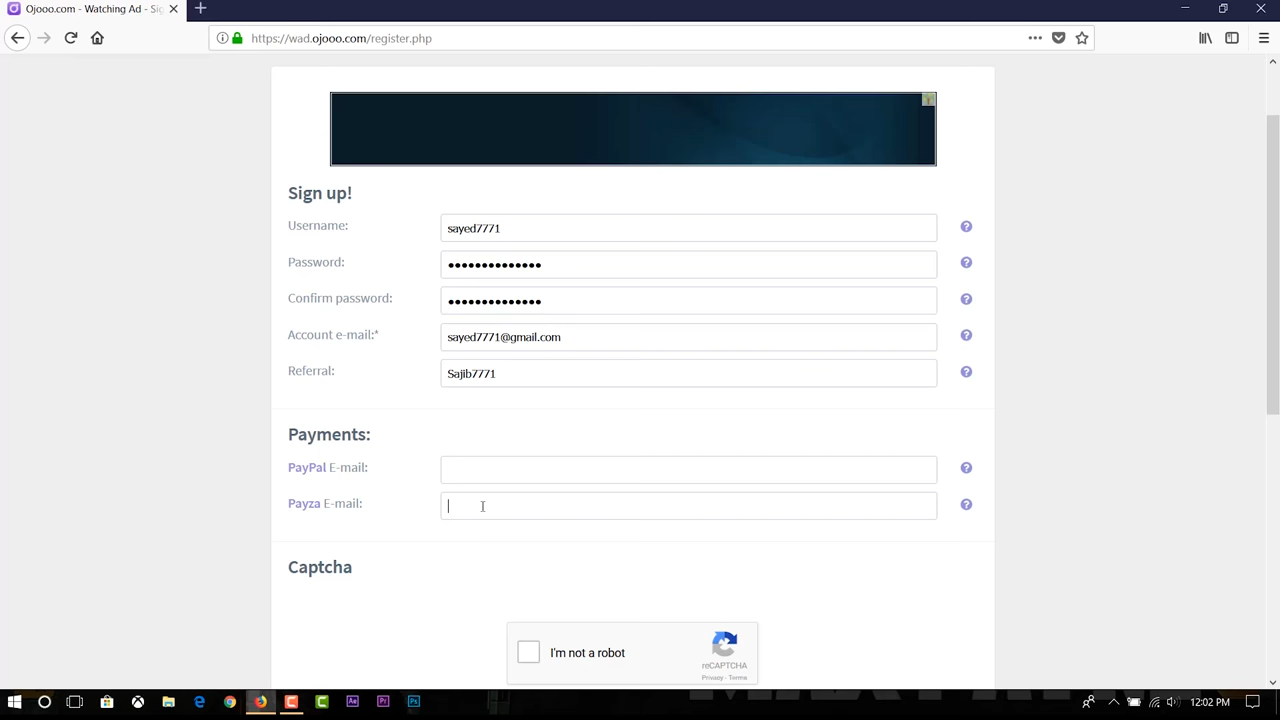 Ojooo.com - Watching Ad - Sig
https://wad.ojooo.com/register.php
Sign up!
Username:
sayed7771
Password:
●●●●●●●●●●●●●●
Confirm password:
●●●●●●●●●●●●●●
Account e-mail:*
sayed7771@gmail.com
Referral:
Sajib7771
Payments:
PayPal E-mail:
Payza E-mail:
Captcha
I'm not a robot
reCAPTCHA
Privacy - Terms
12:02 PM